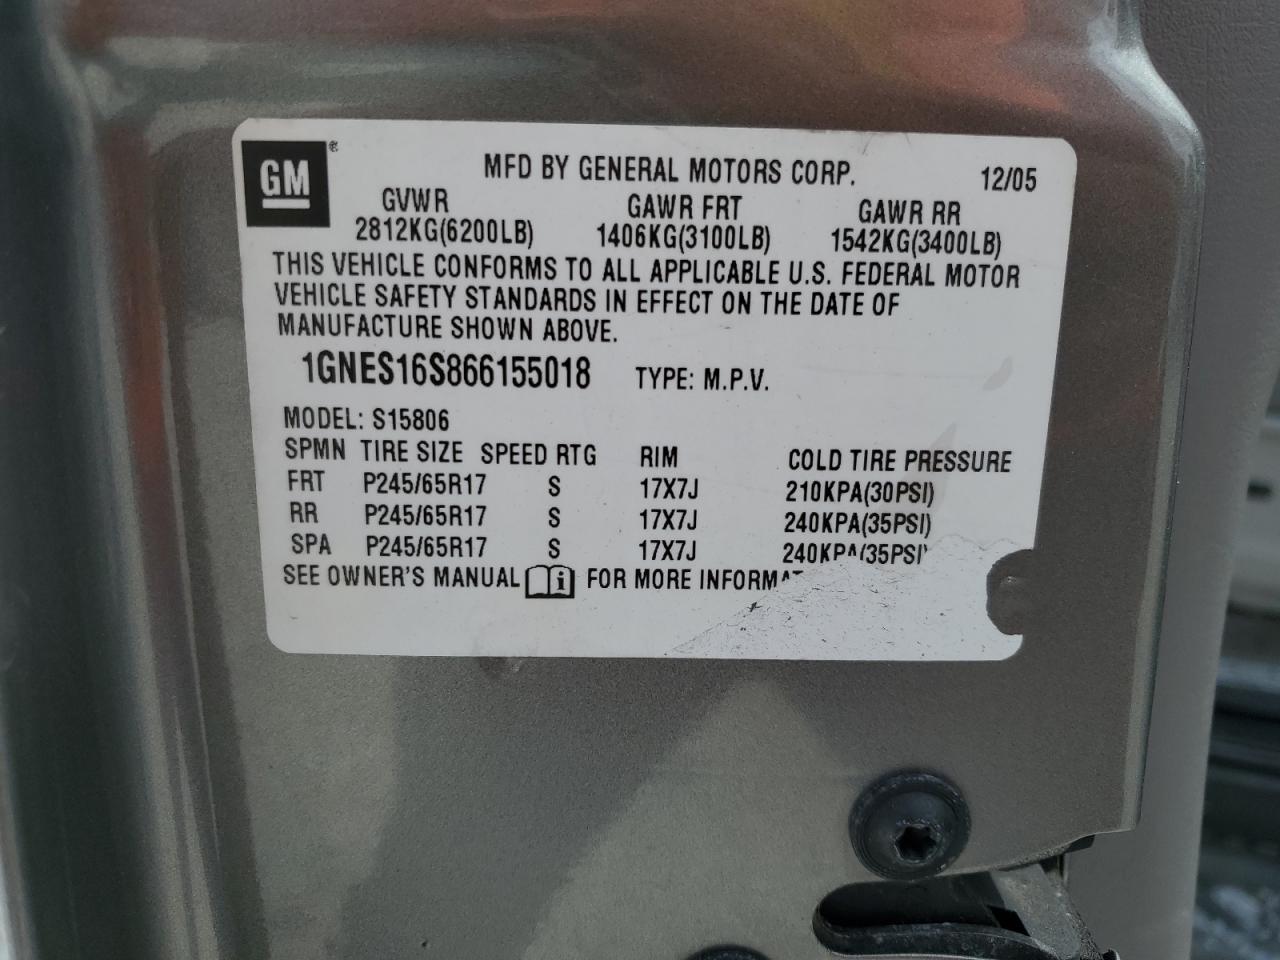 GM ®
MFD BY GENERAL MOTORS CORP. 12/05
GVWR GAWR FRT GAWR RR
2812KG(6200LB) 1406KG(3100LB) 1542KG(3400LB)
THIS VEHICLE CONFORMS TO ALL APPLICABLE U.S. FEDERAL MOTOR
VEHICLE SAFETY STANDARDS IN EFFECT ON THE DATE OF
MANUFACTURE SHOWN ABOVE.
1GNES16S866155018 TYPE: M.P.V.
MODEL: S15806
SPMN TIRE SIZE SPEED RTG RIM COLD TIRE PRESSURE
FRT P245/65R17 S 17X7J 210KPA(30PSI)
RR P245/65R17 S 17X7J 240KPA(35PSI)
SPA P245/65R17 S 17X7J 240KPA(35PSI)
SEE OWNER'S MANUAL i FOR MORE